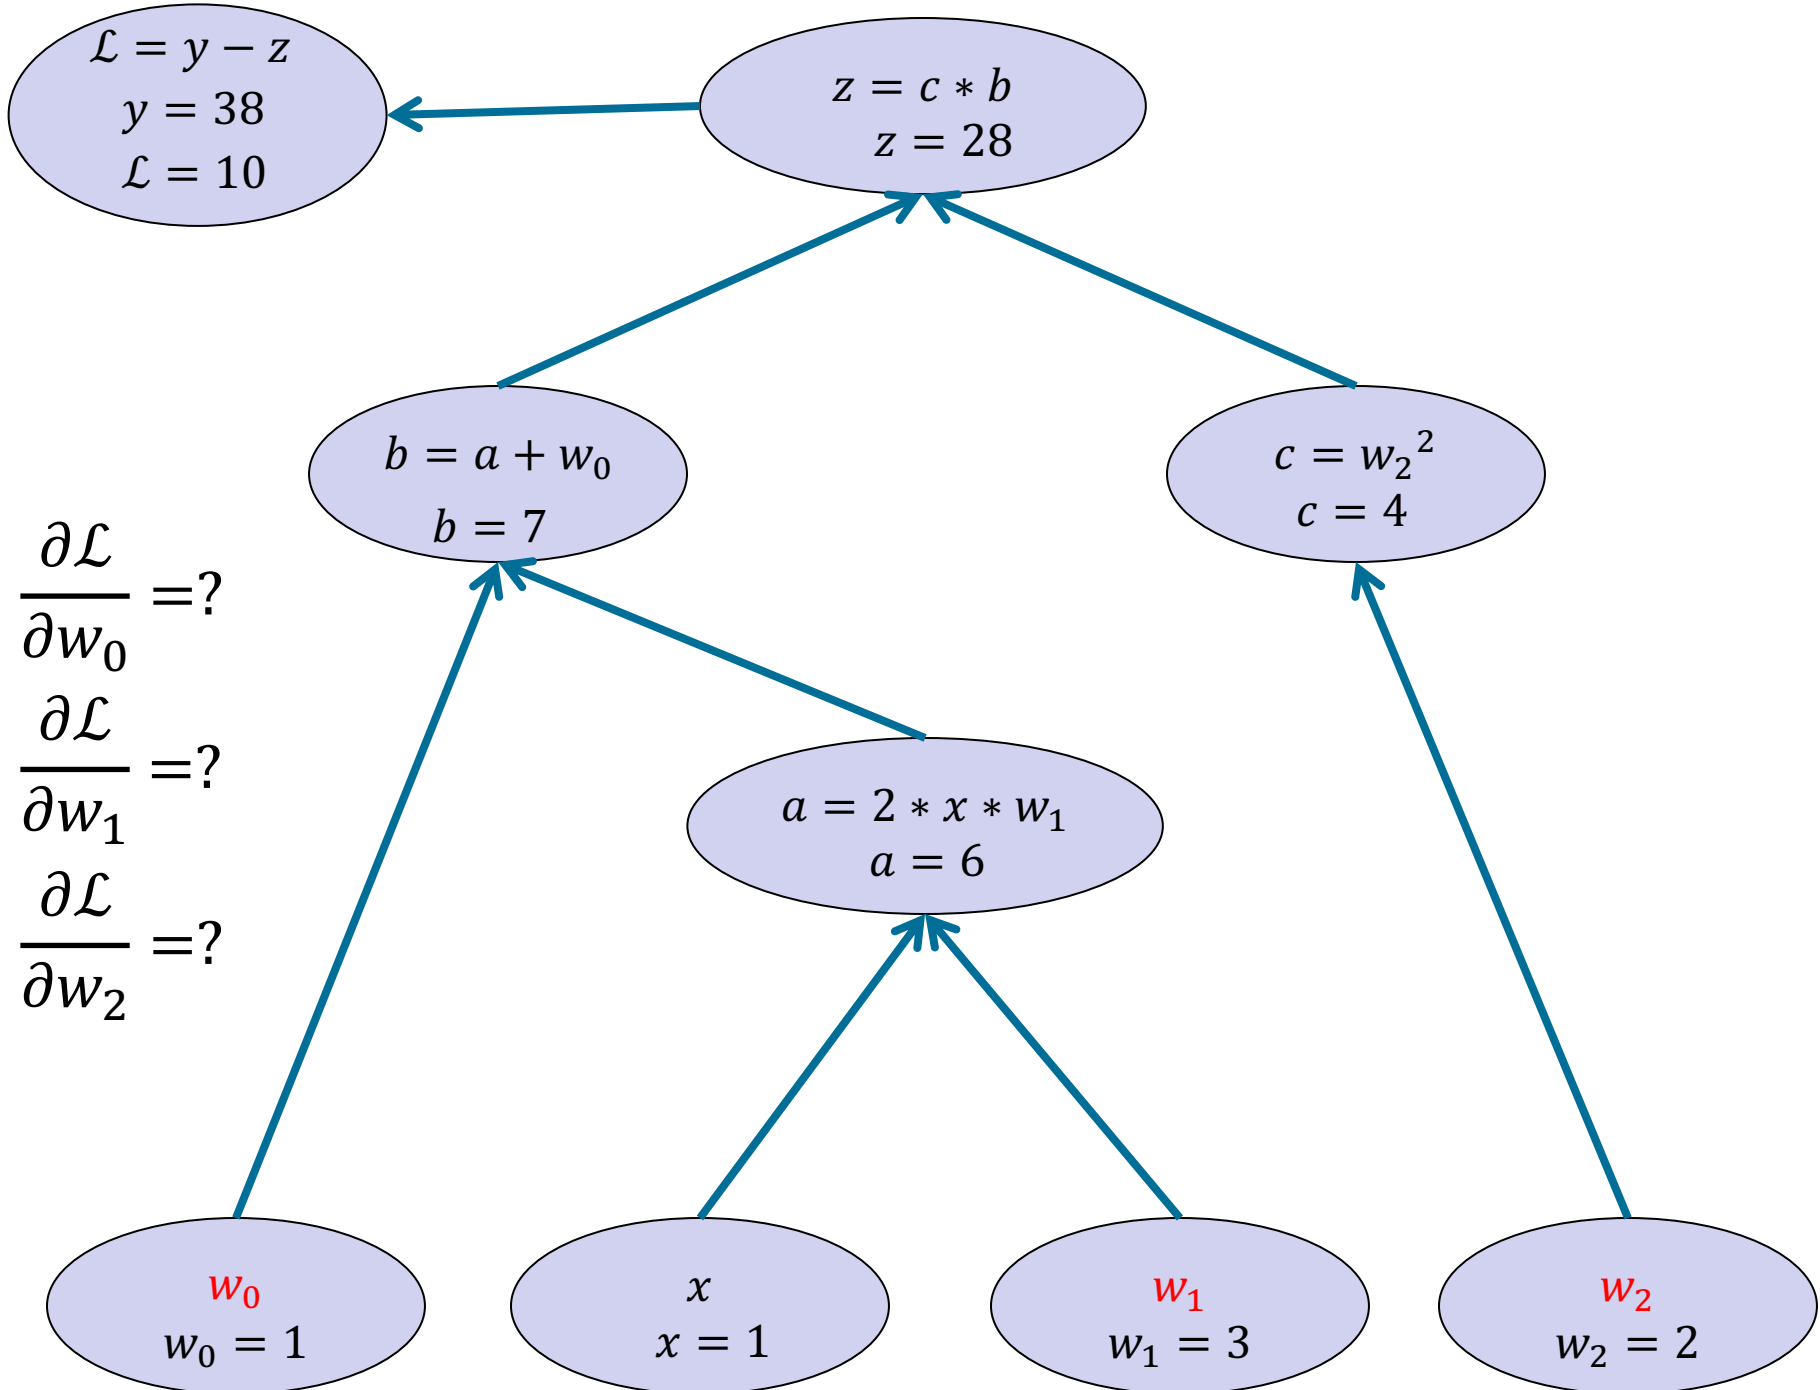 ℒ = y − z
y = 38
ℒ = 10
z = c ∗ b
z = 28
b = a + w₀
b = 7
c = w₂²
c = 4
∂ℒ/∂w₀ =?
∂ℒ/∂w₁ =?
∂ℒ/∂w₂ =?
a = 2 ∗ x ∗ w₁
a = 6
w₀
w₀ = 1
x
x = 1
w₁
w₁ = 3
w₂
w₂ = 2